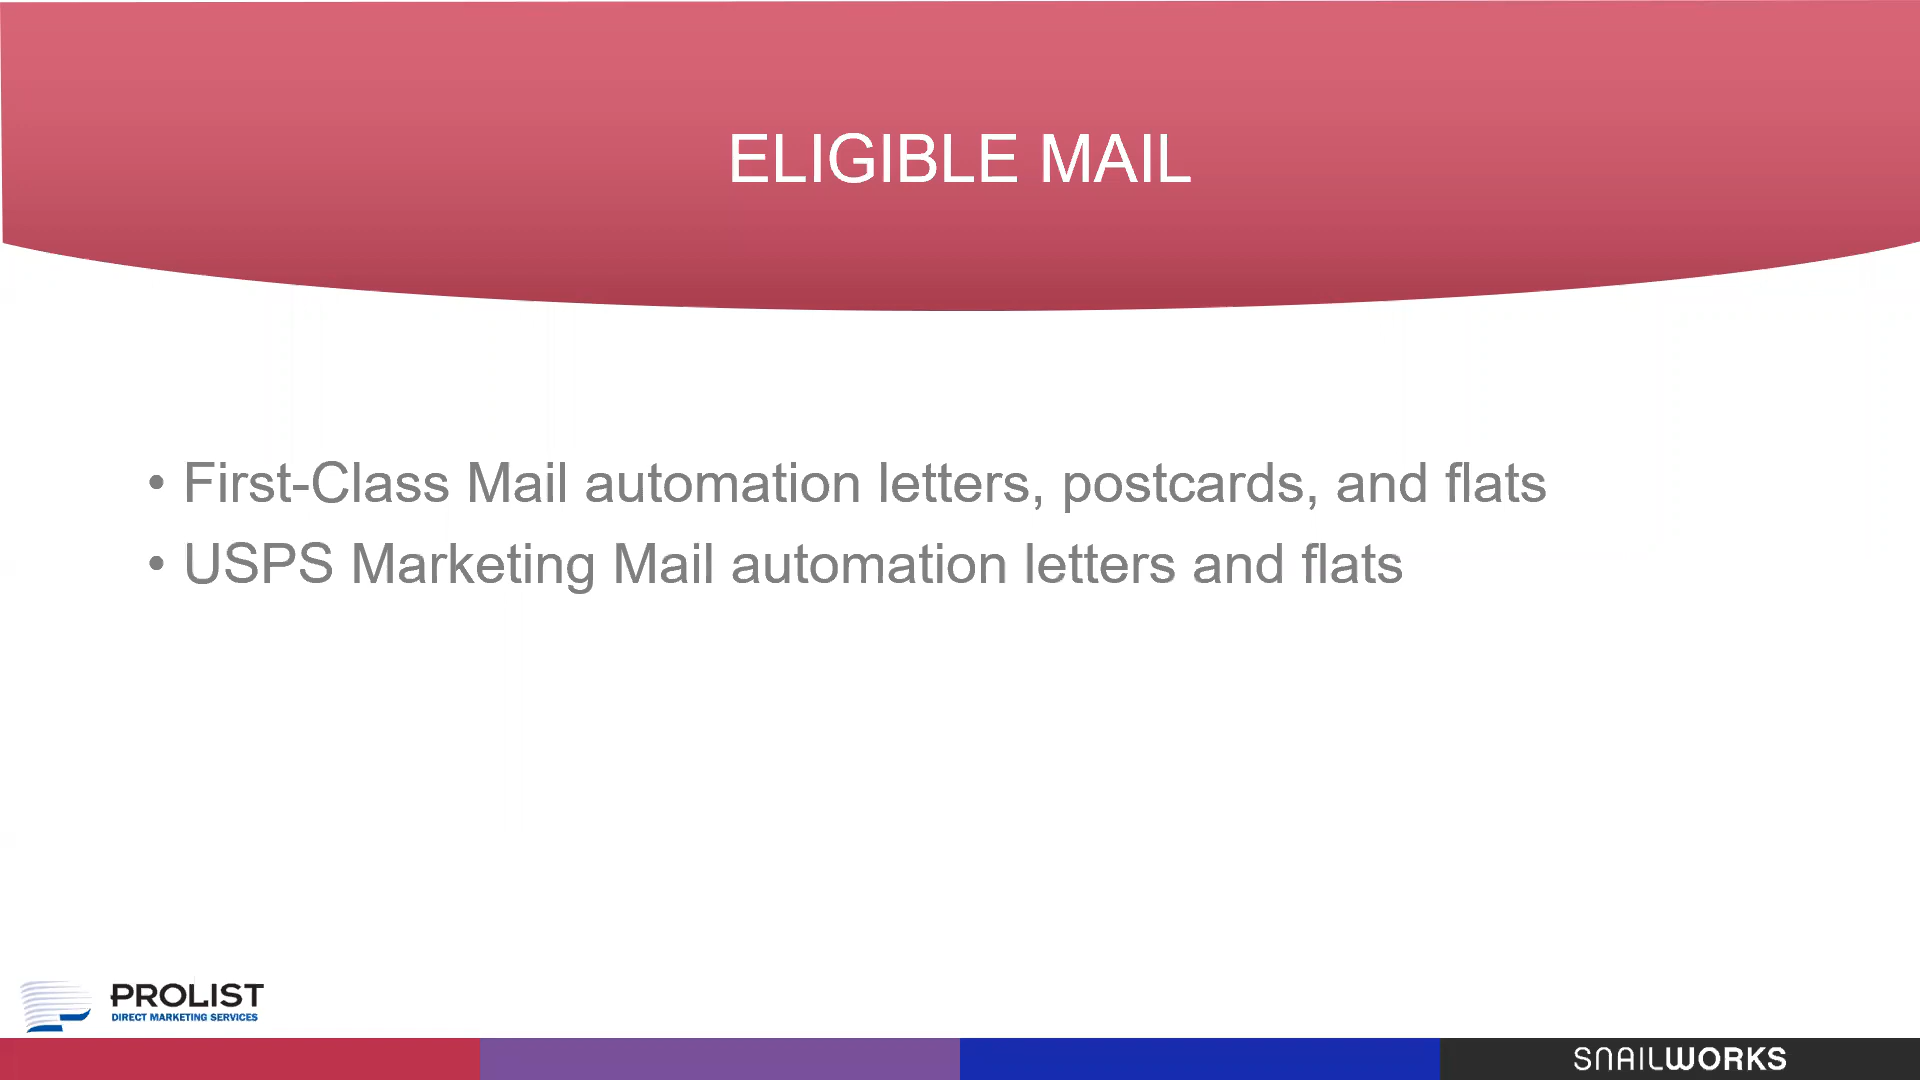 ELIGIBLE MAIL
• First-Class Mail automation letters, postcards, and flats
• USPS Marketing Mail automation letters and flats
PROLIST
DIRECT MARKETING SERVICES
SNAILWORKS